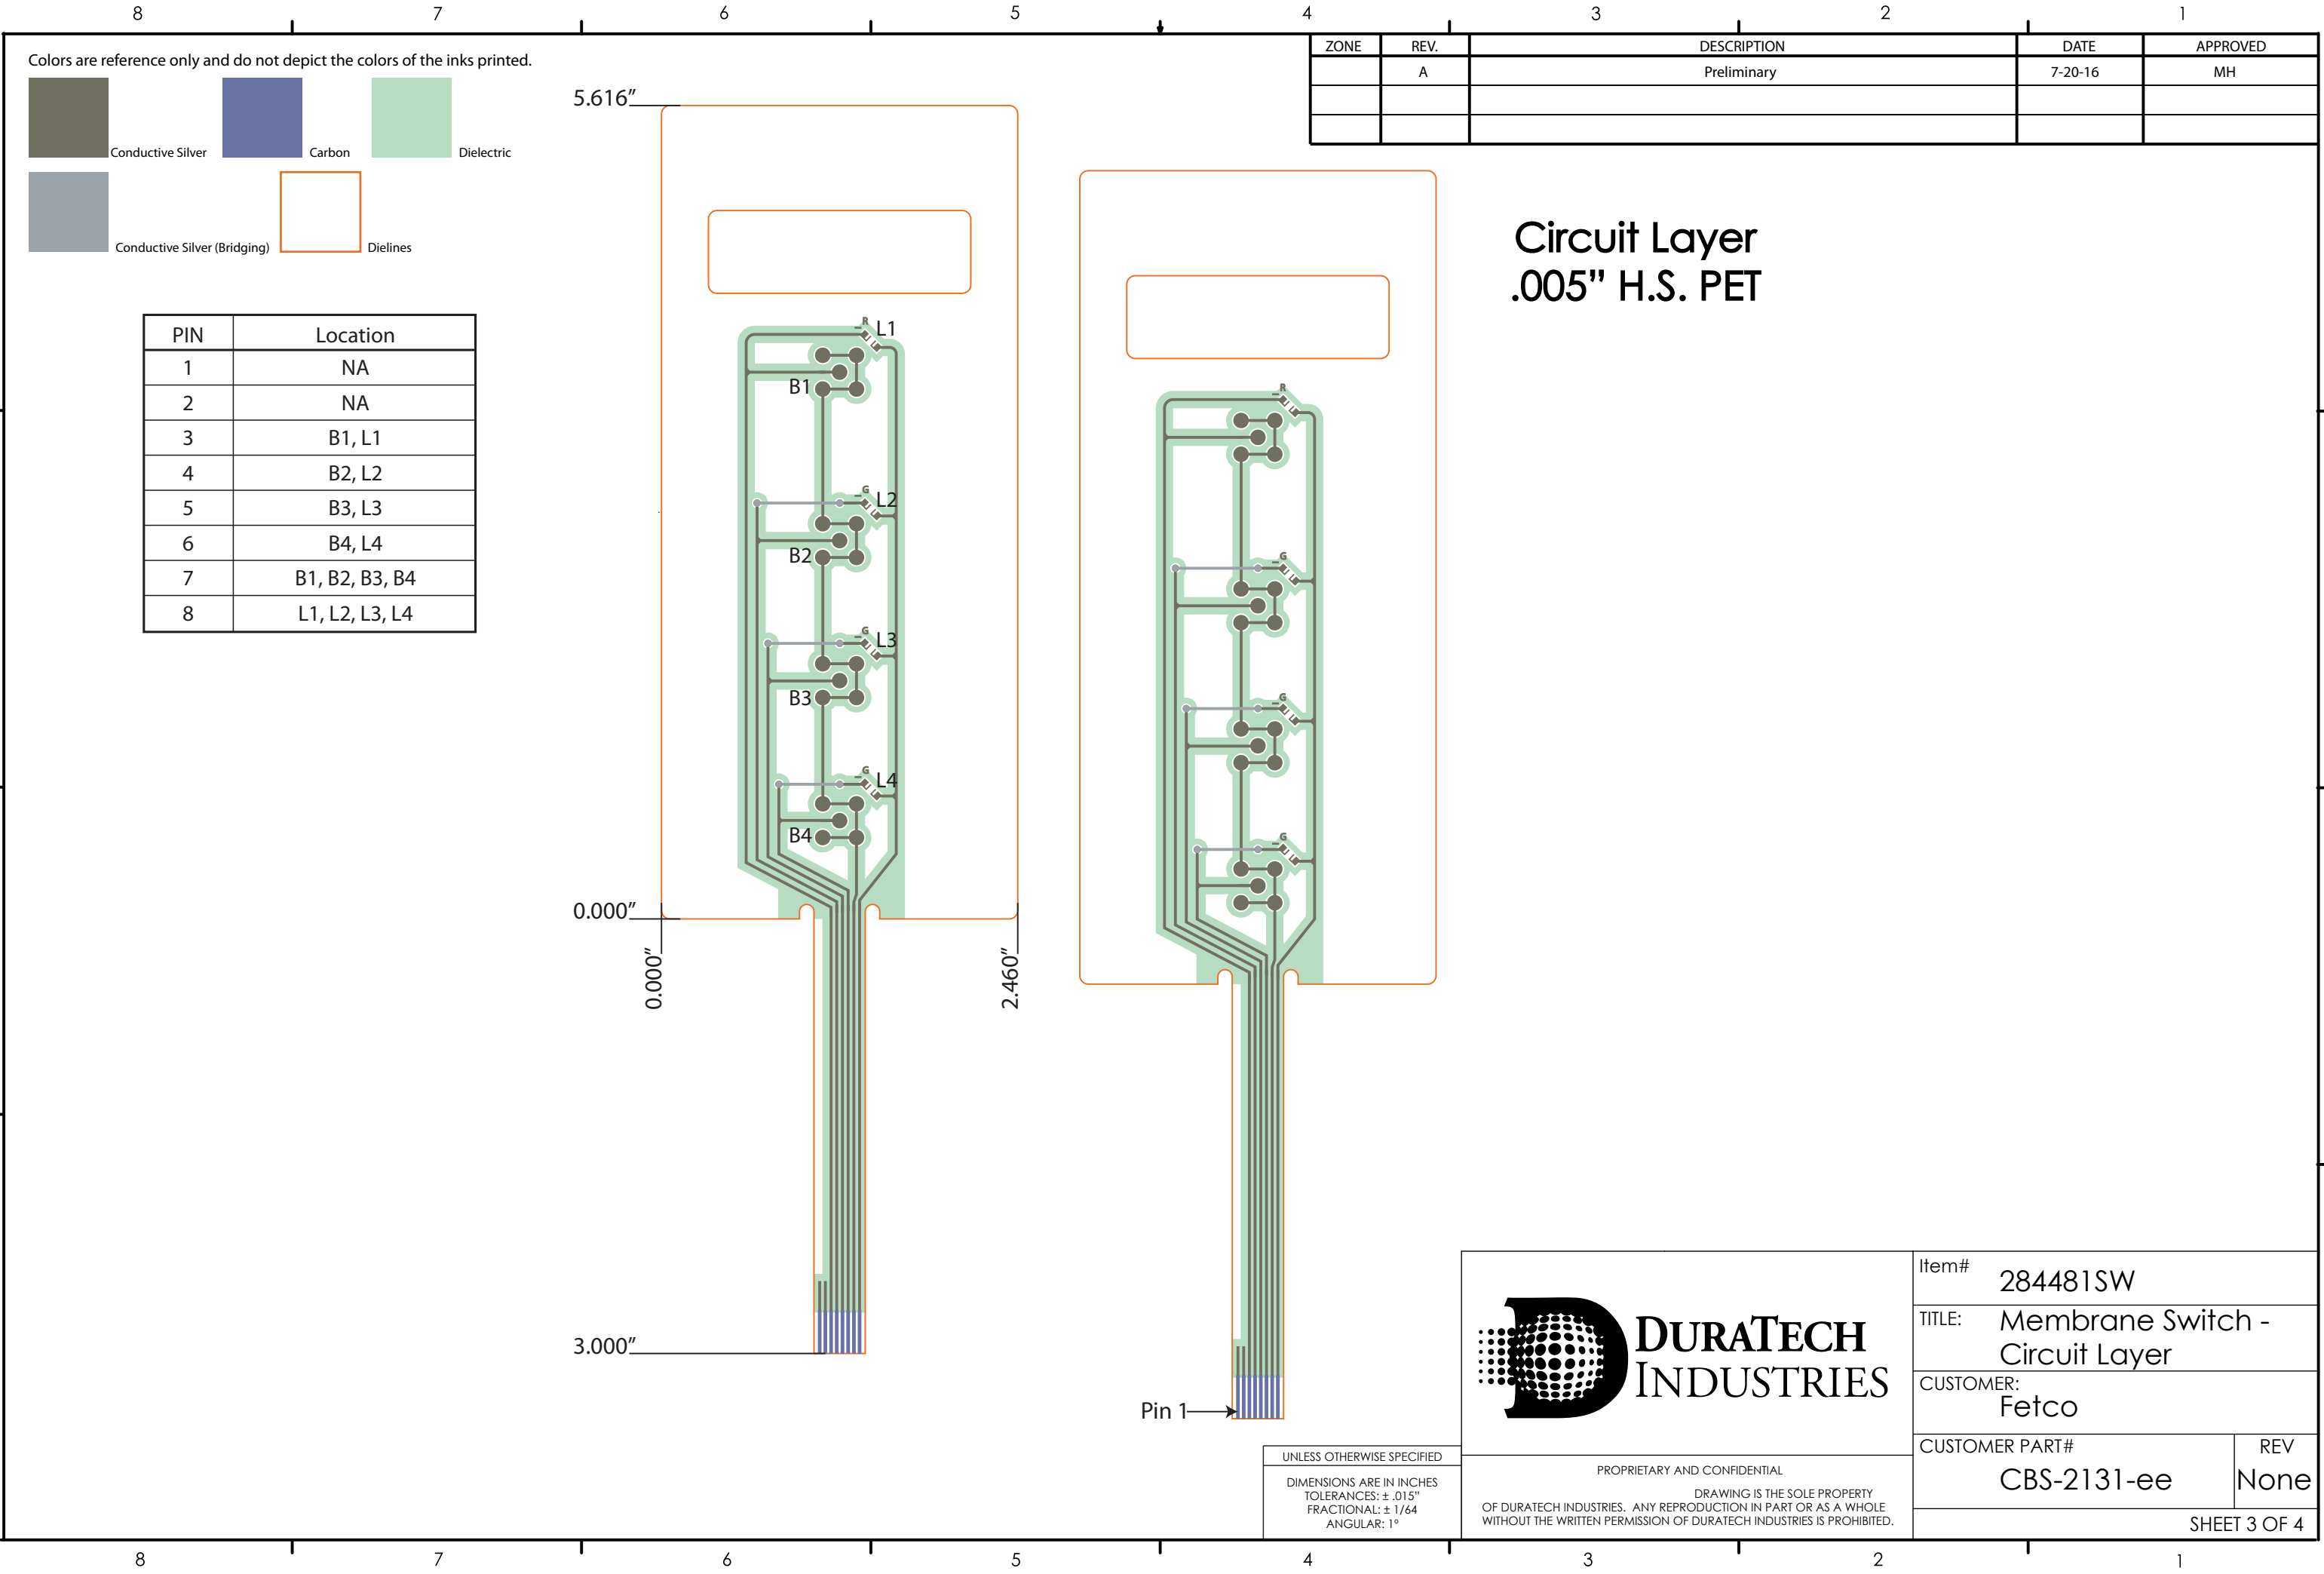 8 7 6 5 4 3 2 1
Colors are reference only and do not depict the colors of the inks printed.
Conductive Silver
Carbon
Dielectric
Conductive Silver (Bridging)
Dielines
ZONE REV. DESCRIPTION DATE APPROVED
A Preliminary 7-20-16 MH
Circuit Layer
.005” H.S. PET
PIN Location
1 NA
2 NA
3 B1, L1
4 B2, L2
5 B3, L3
6 B4, L4
7 B1, B2, B3, B4
8 L1, L2, L3, L4
5.616”
R
L1
B1
G
L2
B2
G
L3
B3
G
L4
B4
0.000”
0.000”
2.460”
3.000”
R
G
G
G
Pin 1
UNLESS OTHERWISE SPECIFIED
DIMENSIONS ARE IN INCHES
TOLERANCES: ± .015”
FRACTIONAL: ± 1/64
ANGULAR: 1°
DURATECH
INDUSTRIES
PROPRIETARY AND CONFIDENTIAL
DRAWING IS THE SOLE PROPERTY
OF DURATECH INDUSTRIES. ANY REPRODUCTION IN PART OR AS A WHOLE
WITHOUT THE WRITTEN PERMISSION OF DURATECH INDUSTRIES IS PROHIBITED.
Item# 284481SW
TITLE: Membrane Switch -
Circuit Layer
CUSTOMER:
Fetco
CUSTOMER PART#
CBS-2131-ee
REV
None
SHEET 3 OF 4
8 7 6 5 4 3 2 1